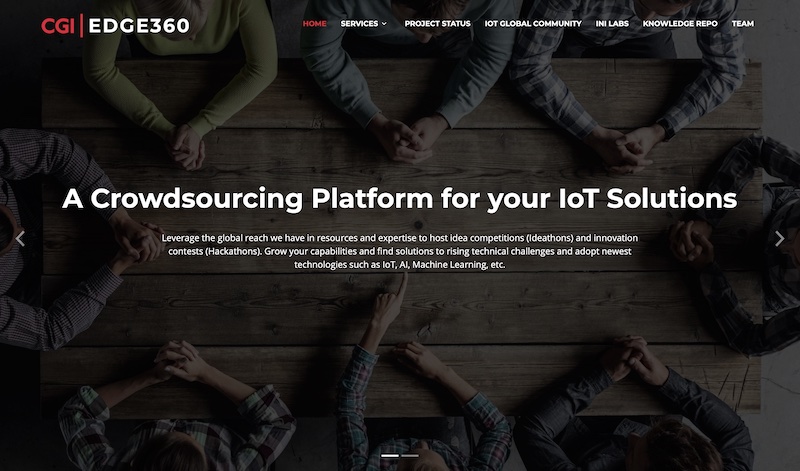 CGI | EDGE360
HOME SERVICES PROJECT STATUS IOT GLOBAL COMMUNITY INI LABS KNOWLEDGE REPO TEAM
A Crowdsourcing Platform for your IoT Solutions
Leverage the global reach we have in resources and expertise to host idea competitions (Ideathons) and innovation
contests (Hackathons). Grow your capabilities and find solutions to rising technical challenges and adopt newest
technologies such as IoT, AI, Machine Learning, etc.